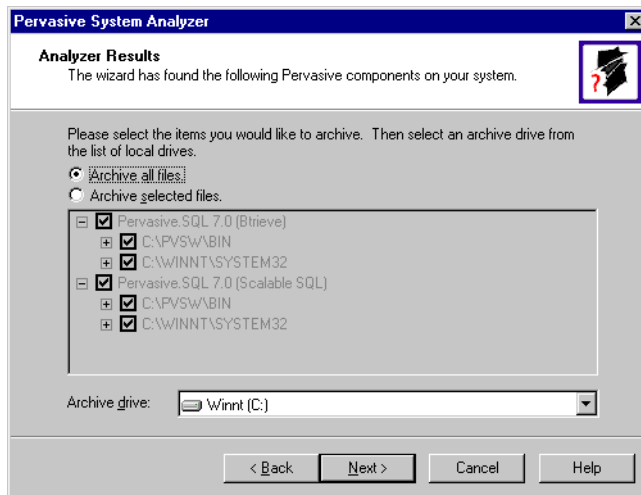 Pervasive System Analyzer
Analyzer Results
The wizard has found the following Pervasive components on your system.
?
Please select the items you would like to archive. Then select an archive drive from
the list of local drives.
Archive all files.
Archive selected files.
Pervasive.SQL 7.0 (Btrieve)
C:\PVSW\BIN
C:\WINNT\SYSTEM32
Pervasive.SQL 7.0 (Scalable SQL)
C:\PVSW\BIN
C:\WINNT\SYSTEM32
Archive drive: Winnt (C:)
< Back Next > Cancel Help